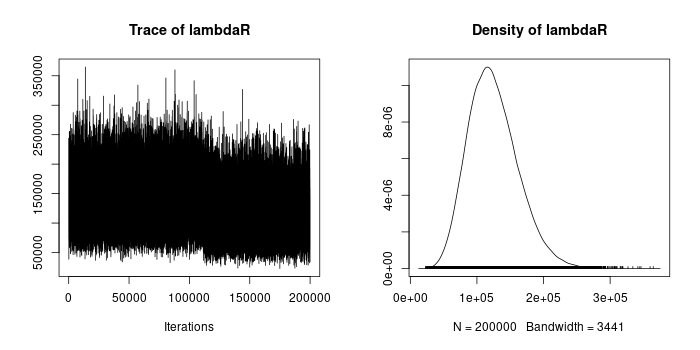 Trace of lambdaR
350000
250000
150000
50000
0
50000
100000
150000
200000
Iterations
Density of lambdaR
8e-06
4e-06
0e+00
0e+00
1e+05
2e+05
3e+05
N = 200000 Bandwidth = 3441